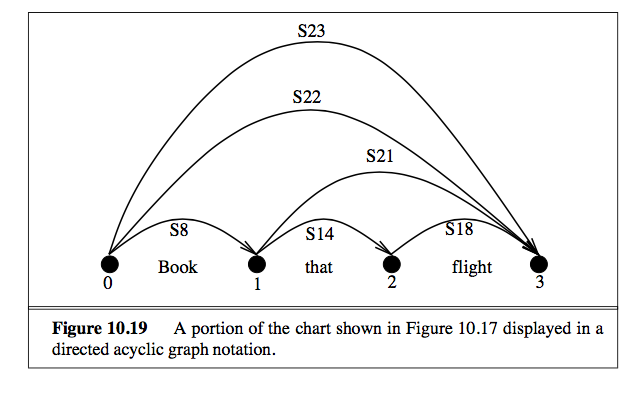 S23
S22
S21
S8
S14
S18
Book
that
flight
0
1
2
3
Figure 10.19 A portion of the chart shown in Figure 10.17 displayed in a
directed acyclic graph notation.